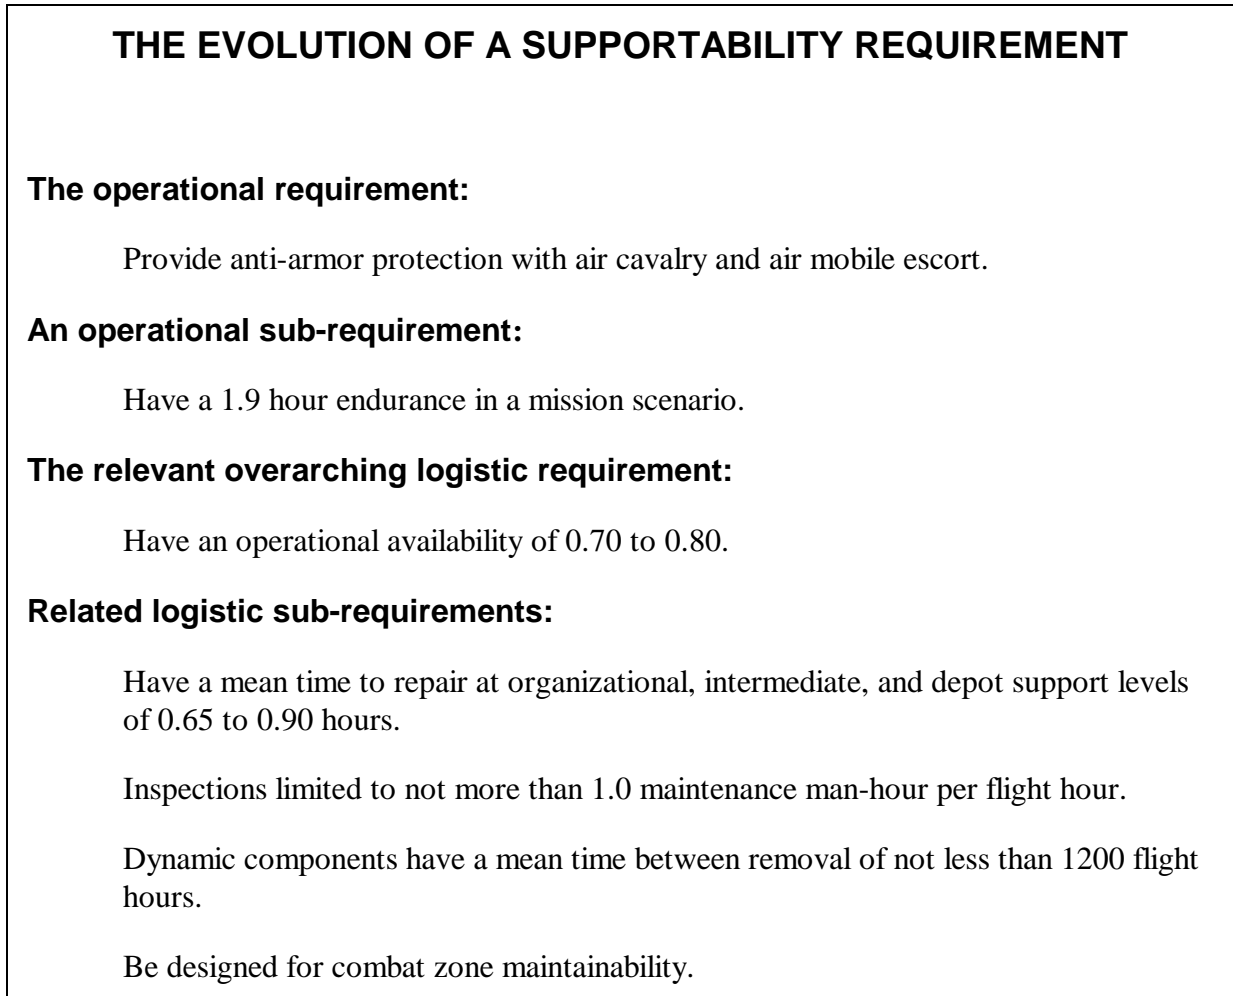 THE EVOLUTION OF A SUPPORTABILITY REQUIREMENT
The operational requirement:
Provide anti-armor protection with air cavalry and air mobile escort.
An operational sub-requirement:
Have a 1.9 hour endurance in a mission scenario.
The relevant overarching logistic requirement:
Have an operational availability of 0.70 to 0.80.
Related logistic sub-requirements:
Have a mean time to repair at organizational, intermediate, and depot support levels
of 0.65 to 0.90 hours.
Inspections limited to not more than 1.0 maintenance man-hour per flight hour.
Dynamic components have a mean time between removal of not less than 1200 flight
hours.
Be designed for combat zone maintainability.